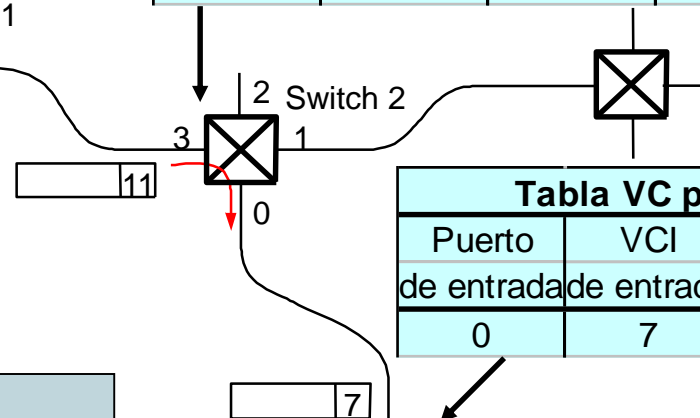 1
2
Switch 2
3
1
11
0
Tabla VC p
Puerto
VCI
de entrada
de entrad
0
7
7